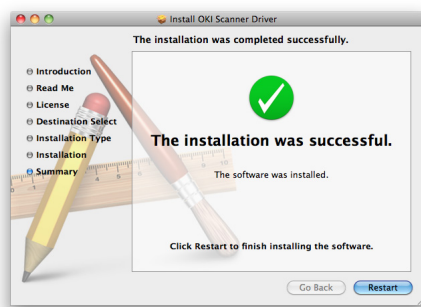 Install OKI Scanner Driver
The installation was completed successfully.
Introduction
Read Me
License
Destination Select
Installation Type
Installation
Summary
The installation was successful.
The software was installed.
Click Restart to finish installing the software.
Go Back
Restart